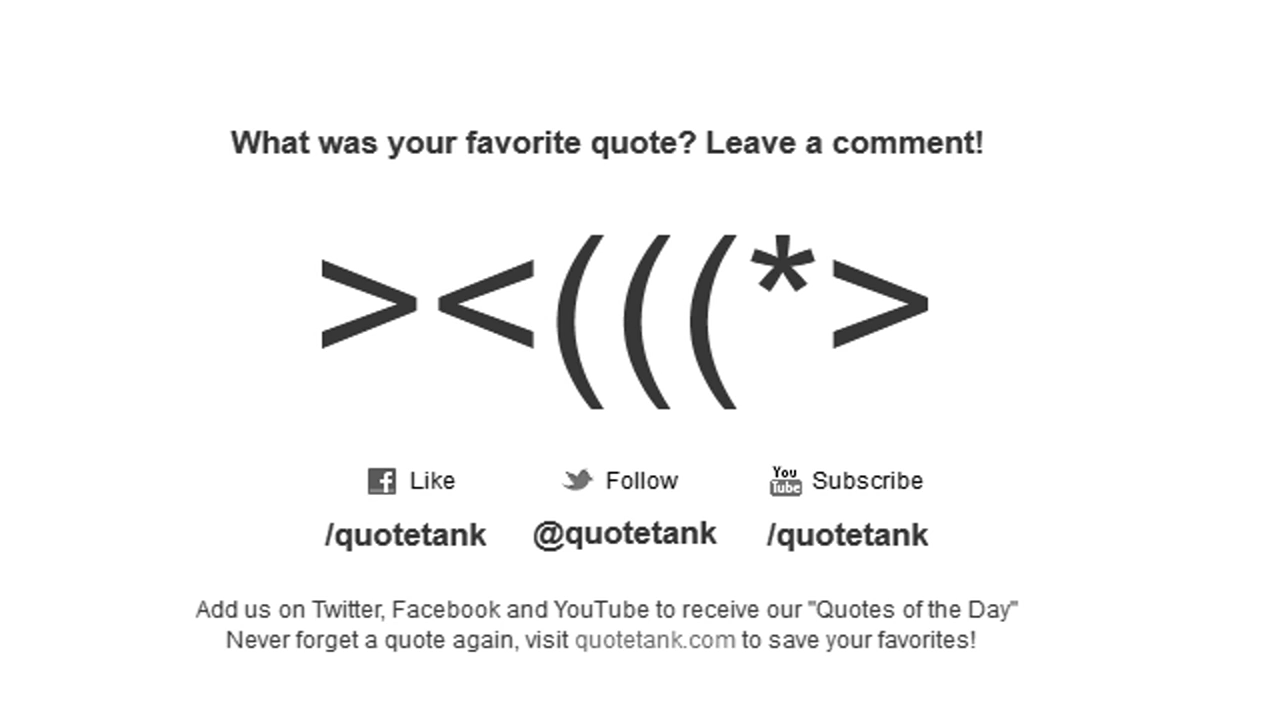 What was your favorite quote? Leave a comment!
><(((*>
Like Follow You Tube Subscribe
/quotetank @quotetank /quotetank
Add us on Twitter, Facebook and YouTube to receive our "Quotes of the Day"
Never forget a quote again, visit quotetank.com to save your favorites!